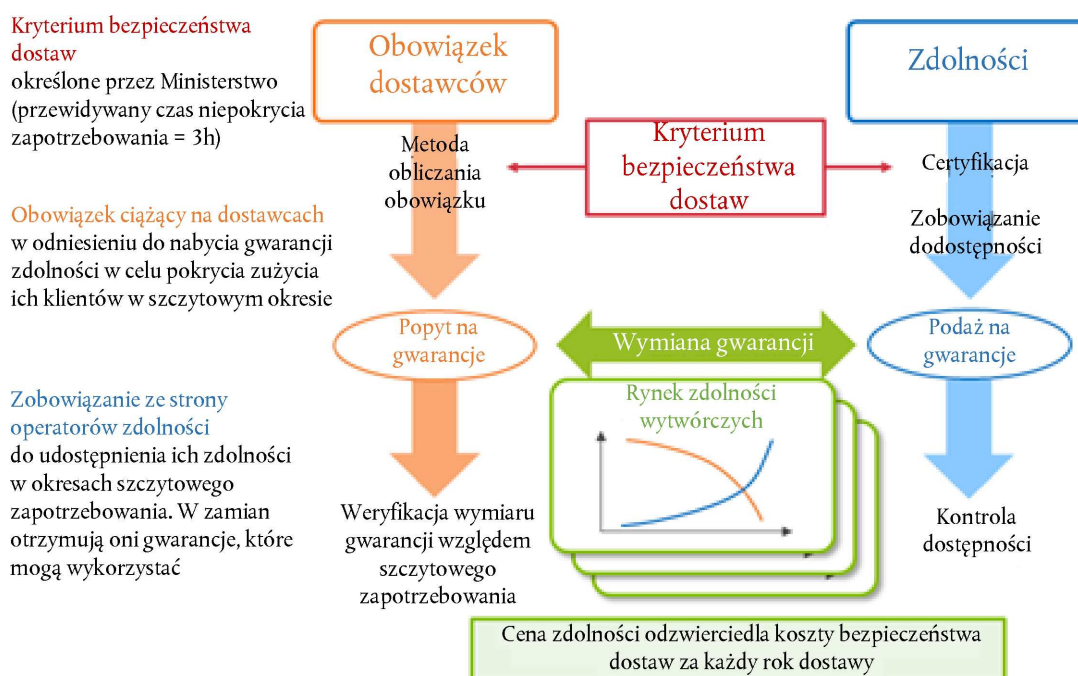 Kryterium bezpieczeństwa
dostaw
określone przez Ministerstwo
(przewidywany czas niepokrycia
zapotrzebowania = 3h)
Obowiązek ciążący na dostawcach
w odniesieniu do nabycia gwarancji
zdolności w celu pokrycia zużycia
ich klientów w szczytowym okresie
Zobowiązanie ze strony
operatorów zdolności
do udostępnienia ich zdolności
w okresach szczytowego
zapotrzebowania. W zamian
otrzymują oni gwarancje, które
mogą wykorzystać
Obowiązek
dostawców
Metoda
obliczania
obowiązku
Popyt na
gwarancje
Weryfikacja wymiaru
gwarancji względem
szczytowego
zapotrzebowania
Kryterium
bezpieczeństwa
dostaw
Wymiana gwarancji
Rynek zdolności
wytwórczych
Zdolności
Certyfikacja
Zobowiązanie
dodostępności
Podaż na
gwarancje
Kontrola
dostępności
Cena zdolności odzwierciedla koszty bezpieczeństwa
dostaw za każdy rok dostawy